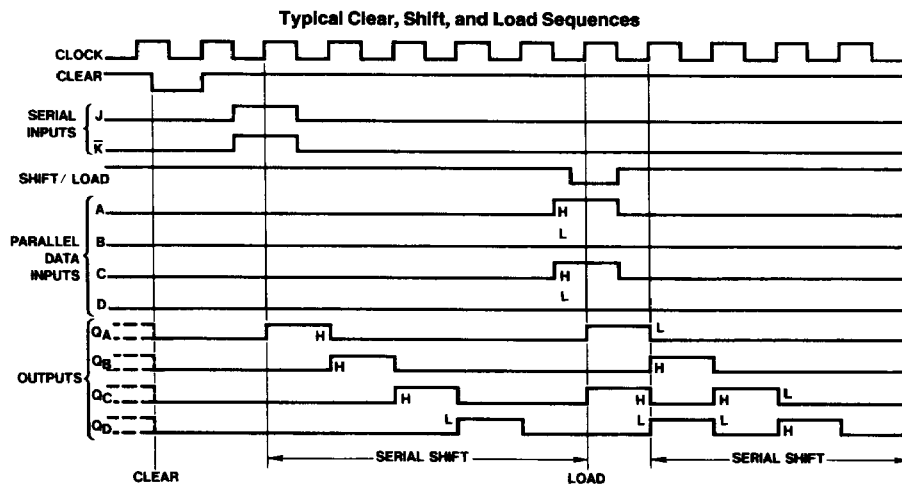 Typical Clear, Shift, and Load Sequences
CLOCK
CLEAR
SERIAL INPUTS
J
K̅
SHIFT / LOAD
PARALLEL DATA INPUTS
A
H
B
L
C
H
D
L
OUTPUTS
QA
H
L
QB
H
H
QC
H
H
H
L
QD
L
L
L
H
SERIAL SHIFT
SERIAL SHIFT
CLEAR
LOAD